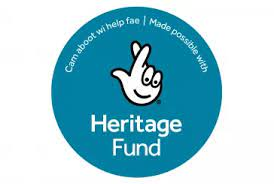 Cam aboot wi help fae | Made possible with
Heritage
Fund